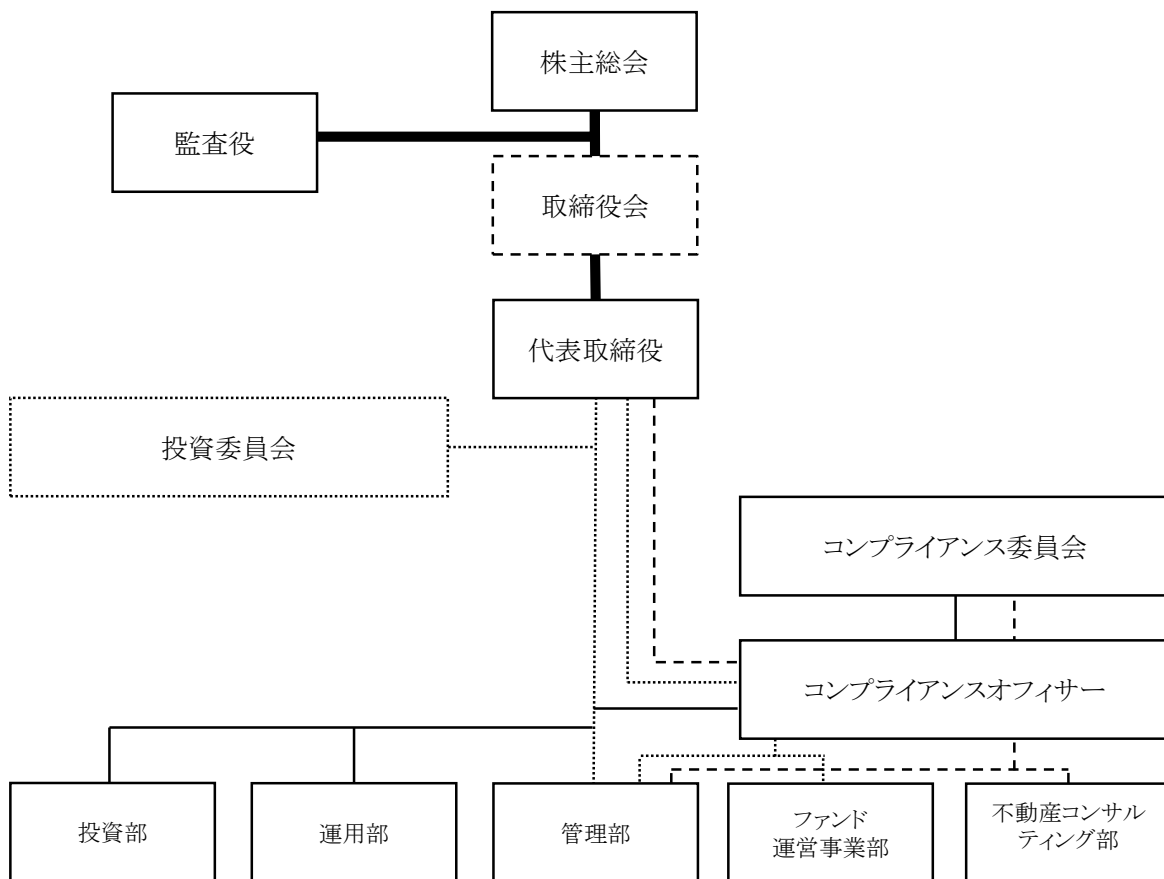 株主総会
監査役
取締役会
代表取締役
投資委員会
コンプライアンス委員会
コンプライアンスオフィサー
投資部
運用部
管理部
ファンド
運営事業部
不動産コンサル
ティング部